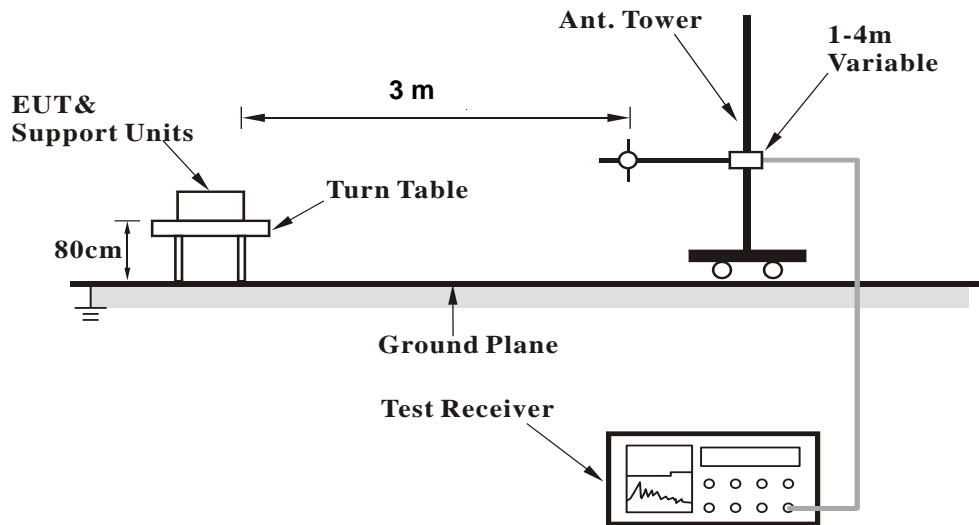 Ant. Tower
1-4m
Variable
3 m
EUT&
Support Units
Turn Table
80cm
Ground Plane
Test Receiver